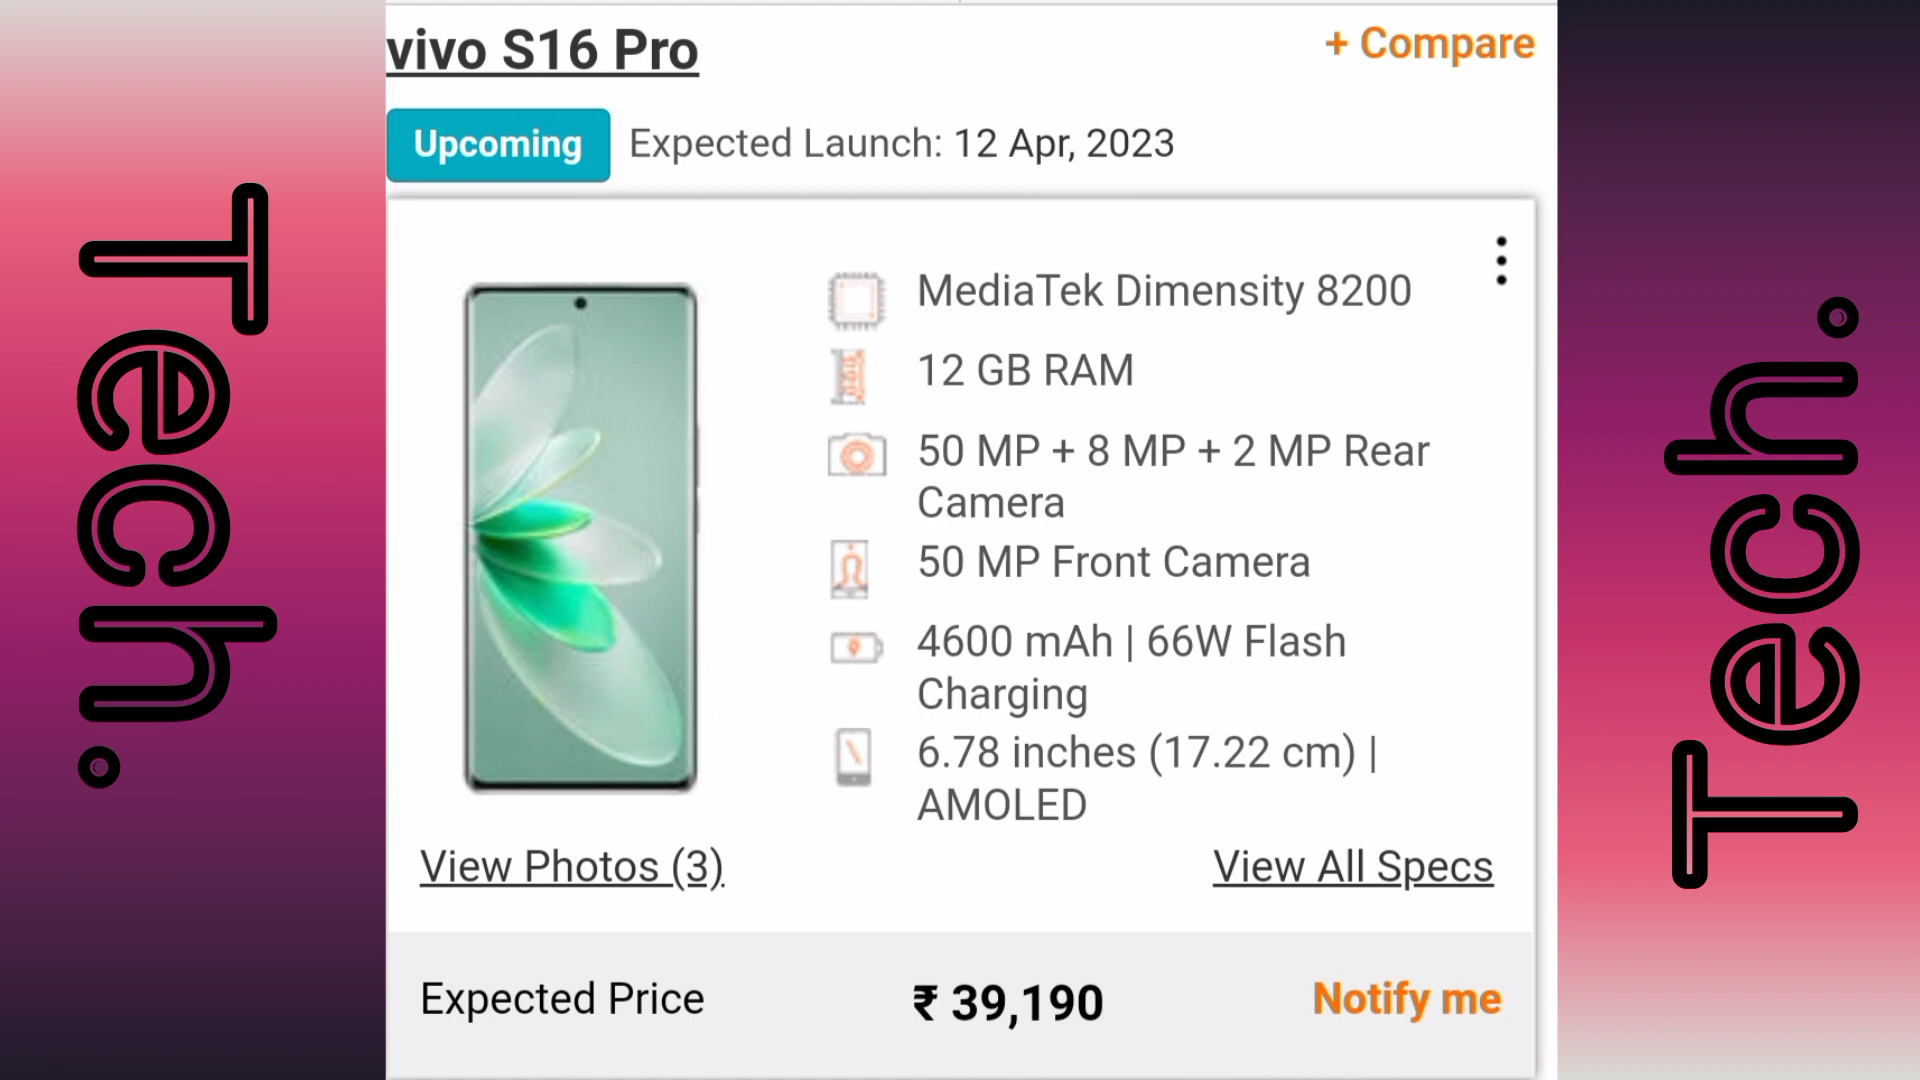 vivo S16 Pro
+ Compare
Upcoming
Expected Launch: 12 Apr, 2023
Tech.
MediaTek Dimensity 8200
12 GB RAM
50 MP + 8 MP + 2 MP Rear
Camera
50 MP Front Camera
4600 mAh | 66W Flash
Charging
6.78 inches (17.22 cm) |
AMOLED
View Photos (3)
View All Specs
Expected Price
₹ 39,190
Notify me
Tech.